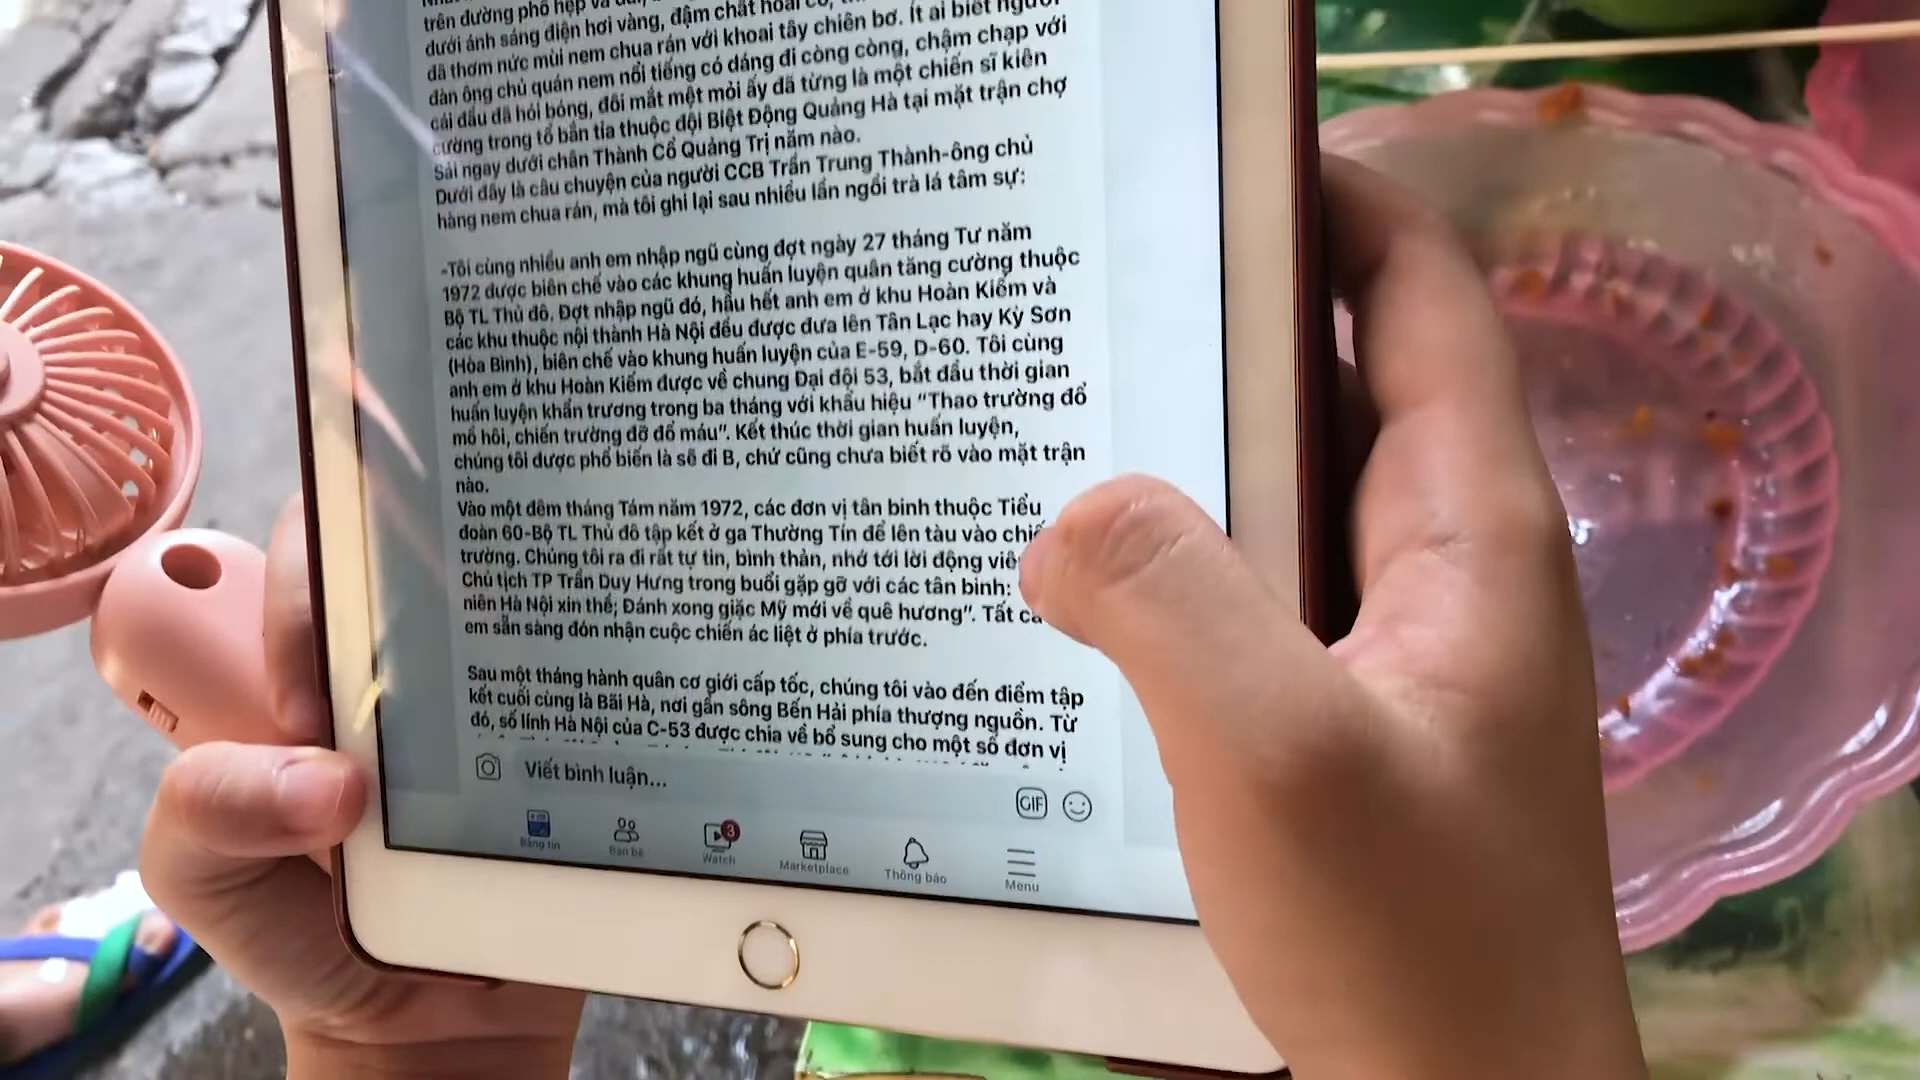 trên đường phố hẹp và
dưới ánh sáng điện hơi vàng, đậm chất hoài cổ,
đã thơm nức mùi nem chua rán với khoai tây chiên bơ. Ít ai biết người
đàn ông chủ quán nem nổi tiếng có dáng đi còng còng, chậm chạp với
cái đầu đã hói bóng, đôi mắt mệt mỏi ấy đã từng là một chiến sĩ kiên
cường trong tổ bắn tỉa thuộc đội Biệt Động Quảng Hà tại mặt trận chợ
Sải ngay dưới chân Thành Cổ Quảng Trị năm nào.
Dưới đây là câu chuyện của người CCB Trần Trung Thành-ông chủ
hàng nem chua rán, mà tôi ghi lại sau nhiều lần ngồi trà lá tâm sự:
-Tôi cùng nhiều anh em nhập ngũ cùng đợt ngày 27 tháng Tư năm
1972 được biên chế vào các khung huấn luyện quân tăng cường thuộc
Bộ TL Thủ đô. Đợt nhập ngũ đó, hầu hết anh em ở khu Hoàn Kiếm và
các khu thuộc nội thành Hà Nội đều được đưa lên Tân Lạc hay Kỳ Sơn
(Hòa Bình), biên chế vào khung huấn luyện của E-59, D-60. Tôi cùng
anh em ở khu Hoàn Kiếm được về chung Đại đội 53, bắt đầu thời gian
huấn luyện khẩn trương trong ba tháng với khẩu hiệu “Thao trường đổ
mồ hôi, chiến trường đỡ đổ máu”. Kết thúc thời gian huấn luyện,
chúng tôi được phổ biến là sẽ đi B, chứ cũng chưa biết rõ vào mặt trận
nào.
Vào một đêm tháng Tám năm 1972, các đơn vị tân binh thuộc Tiểu
đoàn 60-Bộ TL Thủ đô tập kết ở ga Thường Tín để lên tàu vào
trường. Chúng tôi ra đi rất tự tin, bình thản, nhớ tới lời động
Chủ tịch TP Trần Duy Hưng trong buổi gặp gỡ với các tân binh:
niên Hà Nội xin thề; Đánh xong giặc Mỹ mới về quê hương”. Tất
em sẵn sàng đón nhận cuộc chiến ác liệt ở phía trước.
Sau một tháng hành quân cơ giới cấp tốc, chúng tôi vào đến điểm tập
kết cuối cùng là Bãi Hà, nơi gần sông Bến Hải phía thượng nguồn. Từ
đó, số lính Hà Nội của C-53 được chia về bổ sung cho một số đơn vị
Viết bình luận...
GIF
3
Bảng tin
Bạn bè
Watch
Marketplace
Thông báo
Menu